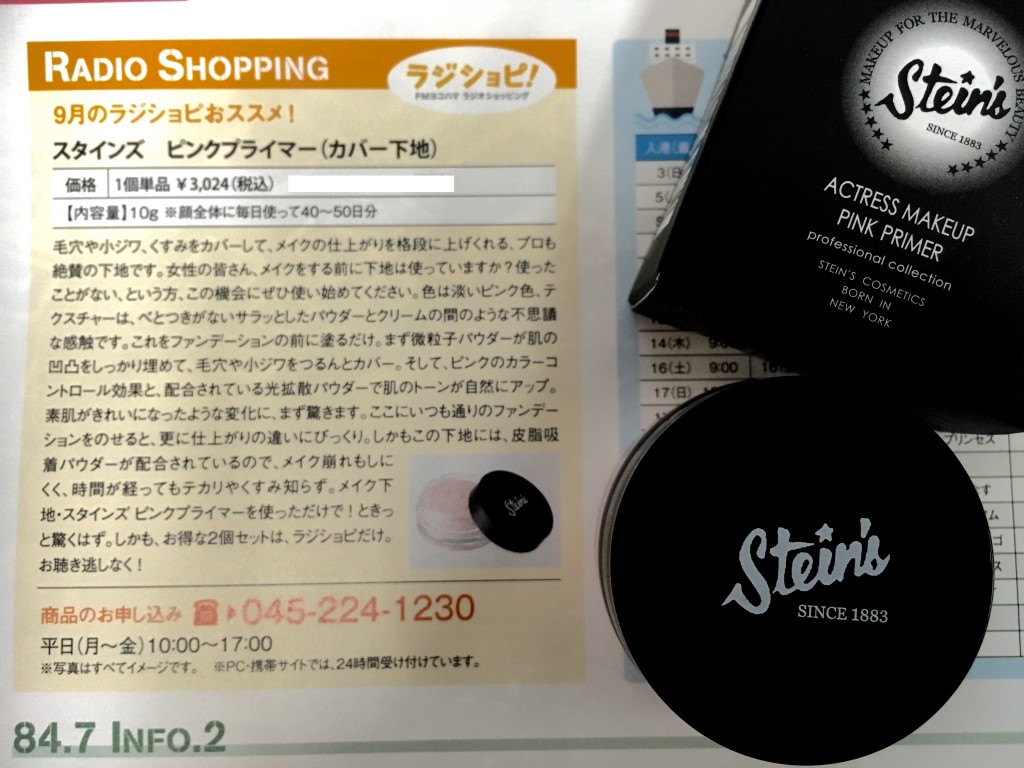 RADIO SHOPPING
ラジショピ!
FMヨコハマ ラジオショッピング
9月のラジショピおススメ!
スタインズ ピンクプライマー(カバー下地)
価格 1個単品 ¥3,024(税込)
【内容量】10g ※顔全体に毎日使って40~50日分
毛穴や小ジワ、くすみをカバーして、メイクの仕上がりを格段に上げくれる、プロも
絶賛の下地です。女性の皆さん、メイクをする前に下地は使っていますか?使った
ことがない、という方、この機会にぜひ使い始めてください。色は淡いピンク色、テ
クスチャーは、べとつきがないサラッとしたパウダーとクリームの間のような不思議
な感触です。これをファンデーションの前に塗るだけ。まず微粒子パウダーが肌の
凹凸をしっかり埋めて、毛穴や小ジワをつるんとカバー。そして、ピンクのカラーコ
ントロール効果と、配合されている光拡散パウダーで肌のトーンが自然にアップ。
素肌がきれいになったような変化に、まず驚きます。ここにいつも通りのファンデー
ションをのせると、更に仕上がりの違いにびっくり。しかもこの下地には、皮脂吸
着パウダーが配合されているので、メイク崩れもしに
くく、時間が経ってもテカリやくすみ知らず。メイク下
地・スタインズ ピンクプライマーを使っただけで!ときっ
と驚くはず。しかも、お得な2個セットは、ラジショピだけ。
お聴き逃しなく!
Stein's
商品のお申し込み ☎▶045-224-1230
平日(月~金)10:00~17:00
※写真はすべてイメージです。 ※PC・携帯サイトでは、24時間受け付けています。
84.7 INFO.2
MAKEUP FOR THE MARVELOUS BEAUTY
Stein's
SINCE 1883
ACTRESS MAKEUP
PINK PRIMER
professional collection
STEIN'S COSMETICS
BORN IN
NEW YORK
入港
3(日
14(木)
16(土) 9:00
17(日)
プリンセス
Stein's
SINCE 1883